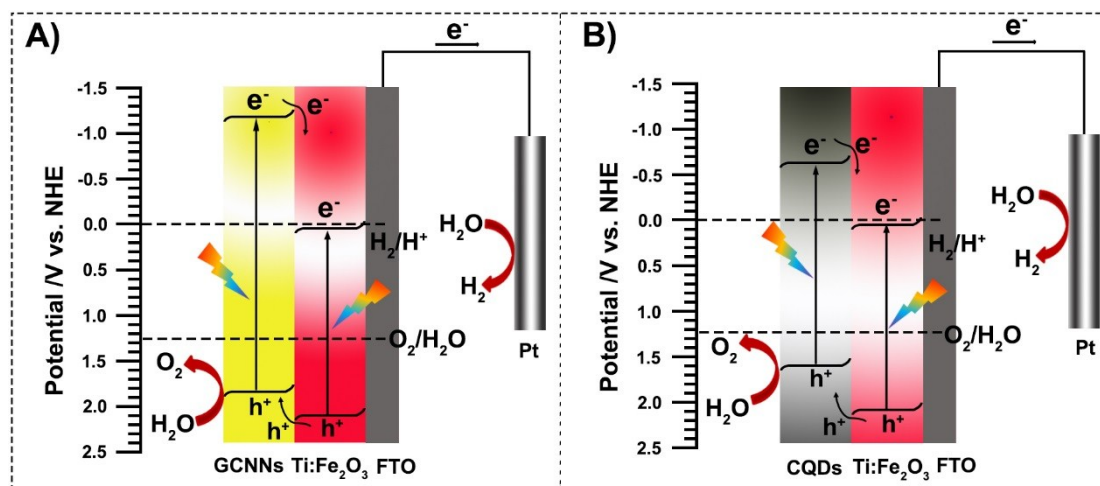 A)
e⁻
-1.5
-1.0
-0.5
0.0
0.5
1.0
1.5
2.0
2.5
Potential /V vs. NHE
e⁻
e⁻
e⁻
H₂/H⁺
H₂O
H₂
O₂/H₂O
Pt
O₂
H₂O
h⁺
h⁺
h⁺
GCNNs Ti:Fe₂O₃ FTO
B)
e⁻
-1.5
-1.0
-0.5
0.0
0.5
1.0
1.5
2.0
2.5
Potential /V vs. NHE
e⁻
e⁻
e⁻
H₂/H⁺
H₂O
H₂
O₂/H₂O
Pt
O₂
H₂O
h⁺
h⁺
h⁺
CQDs Ti:Fe₂O₃ FTO